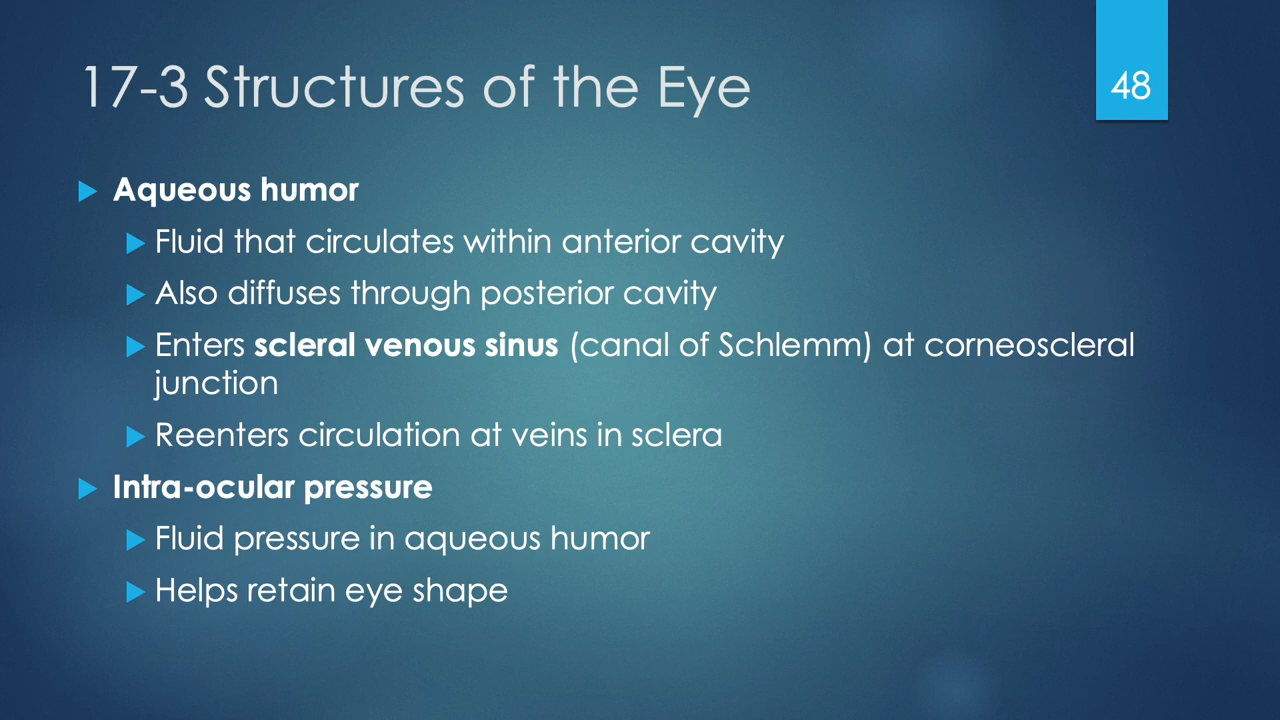 17-3 Structures of the Eye
48
Aqueous humor
Fluid that circulates within anterior cavity
Also diffuses through posterior cavity
Enters scleral venous sinus (canal of Schlemm) at corneoscleral
junction
Reenters circulation at veins in sclera
Intra-ocular pressure
Fluid pressure in aqueous humor
Helps retain eye shape